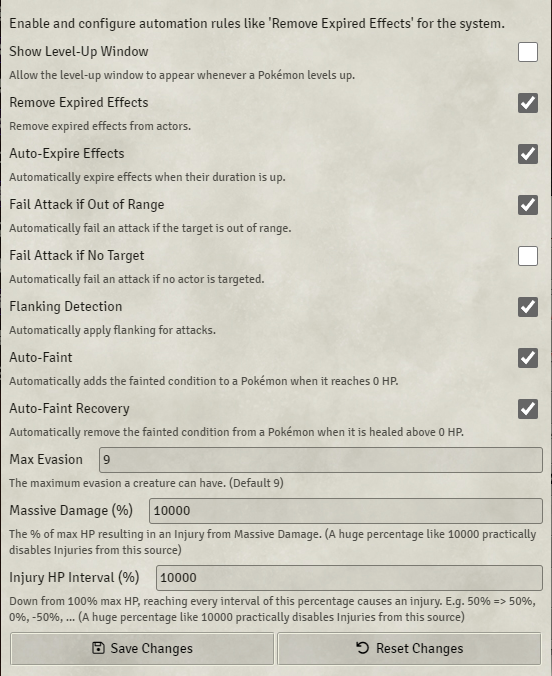 Enable and configure automation rules like 'Remove Expired Effects' for the system.
Show Level-Up Window
Allow the level-up window to appear whenever a Pokémon levels up.
Remove Expired Effects
Remove expired effects from actors.
Auto-Expire Effects
Automatically expire effects when their duration is up.
Fail Attack if Out of Range
Automatically fail an attack if the target is out of range.
Fail Attack if No Target
Automatically fail an attack if no actor is targeted.
Flanking Detection
Automatically apply flanking for attacks.
Auto-Faint
Automatically adds the fainted condition to a Pokémon when it reaches 0 HP.
Auto-Faint Recovery
Automatically remove the fainted condition from a Pokémon when it is healed above 0 HP.
Max Evasion 9
The maximum evasion a creature can have. (Default 9)
Massive Damage (%) 10000
The % of max HP resulting in an Injury from Massive Damage. (A huge percentage like 10000 practically
disables Injuries from this source)
Injury HP Interval (%) 10000
Down from 100% max HP, reaching every interval of this percentage causes an injury. E.g. 50% => 50%,
0%, -50%, ... (A huge percentage like 10000 practically disables Injuries from this source)
Save Changes Reset Changes